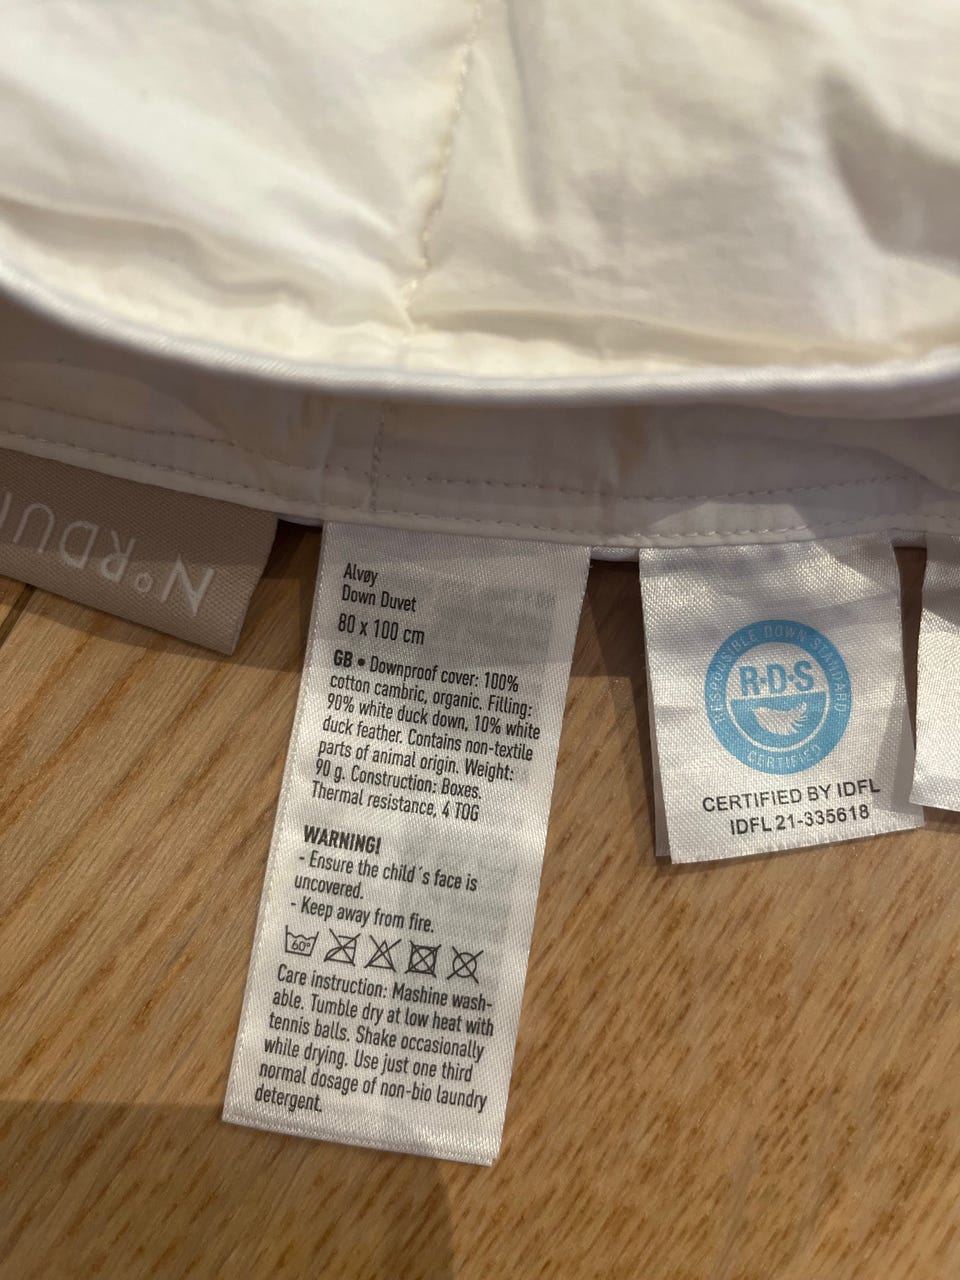 N°RDU
Alvøy
Down Duvet
80 x 100 cm
GB • Downproof cover: 100%
cotton cambric, organic. Filling:
90% white duck down, 10% white
duck feather. Contains non-textile
parts of animal origin. Weight:
90 g. Construction: Boxes.
Thermal resistance, 4 TOG
WARNING!
- Ensure the child´s face is
uncovered.
- Keep away from fire.
60°
Care instruction: Mashine wash-
able. Tumble dry at low heat with
tennis balls. Shake occasionally
while drying. Use just one third
normal dosage of non-bio laundry
detergent.
RESPONSIBLE DOWN STANDARD
R·D·S
CERTIFIED
CERTIFIED BY IDFL
IDFL 21-335618